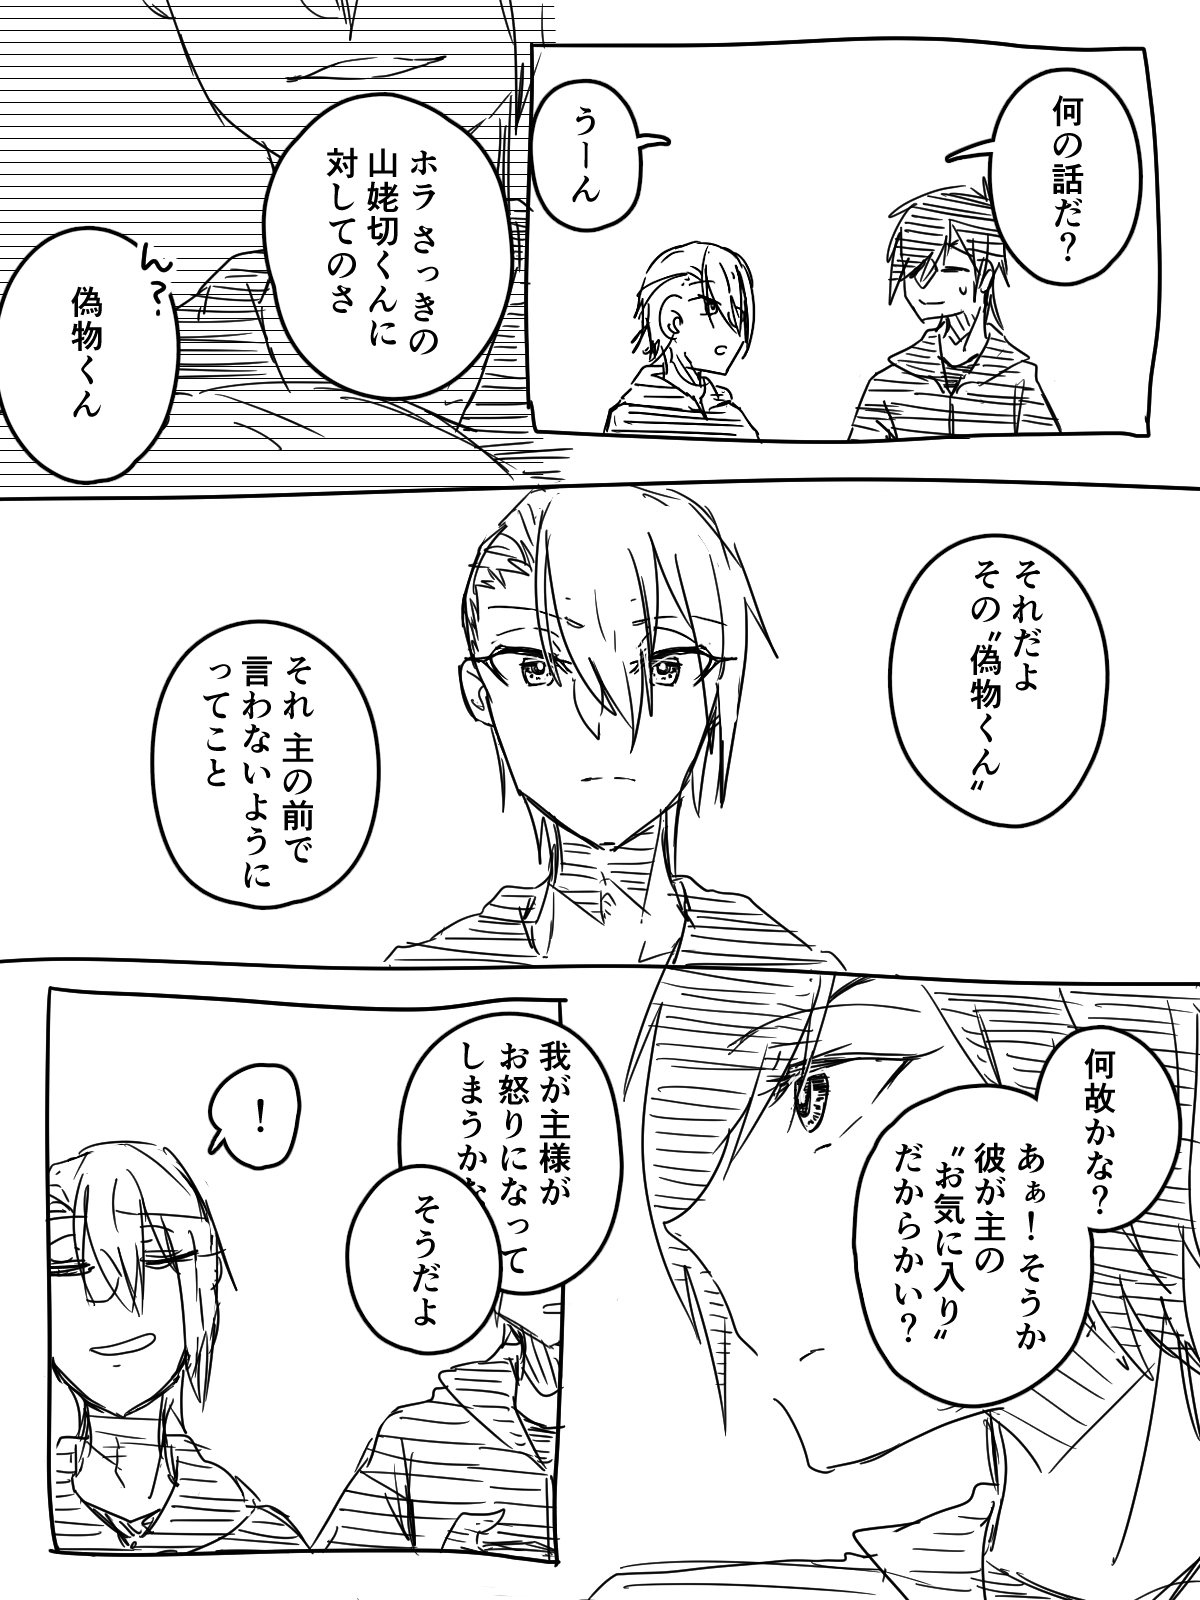 何の話だ?
うーん
ホラ さっきの
山姥切くんに
対してのさ
ん?
偽物くん
それだよ
その〝偽物くん〟
それ 主の前で
言わないように
ってこと
何故かな?
あぁ!そうか
彼が主の
〝お気に入り〟
だからかい?
我が主様が
お怒りになって
しまうかな
そうだよ
!